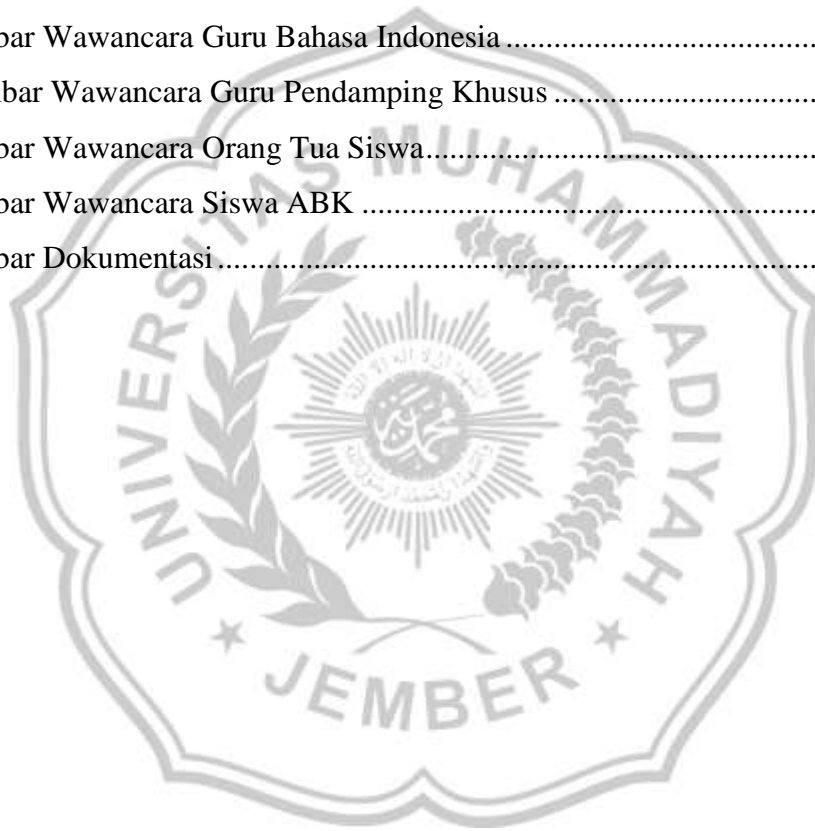 bar Wawancara Guru Bahasa Indonesia ........................................
bar Wawancara Guru Pendamping Khusus ..................................
bar Wawancara Orang Tua Siswa..................................................
bar Wawancara Siswa ABK ..........................................................
bar Dokumentasi.............................................................................
UNIVERSITAS MUHAMMADIYAH
JEMBER